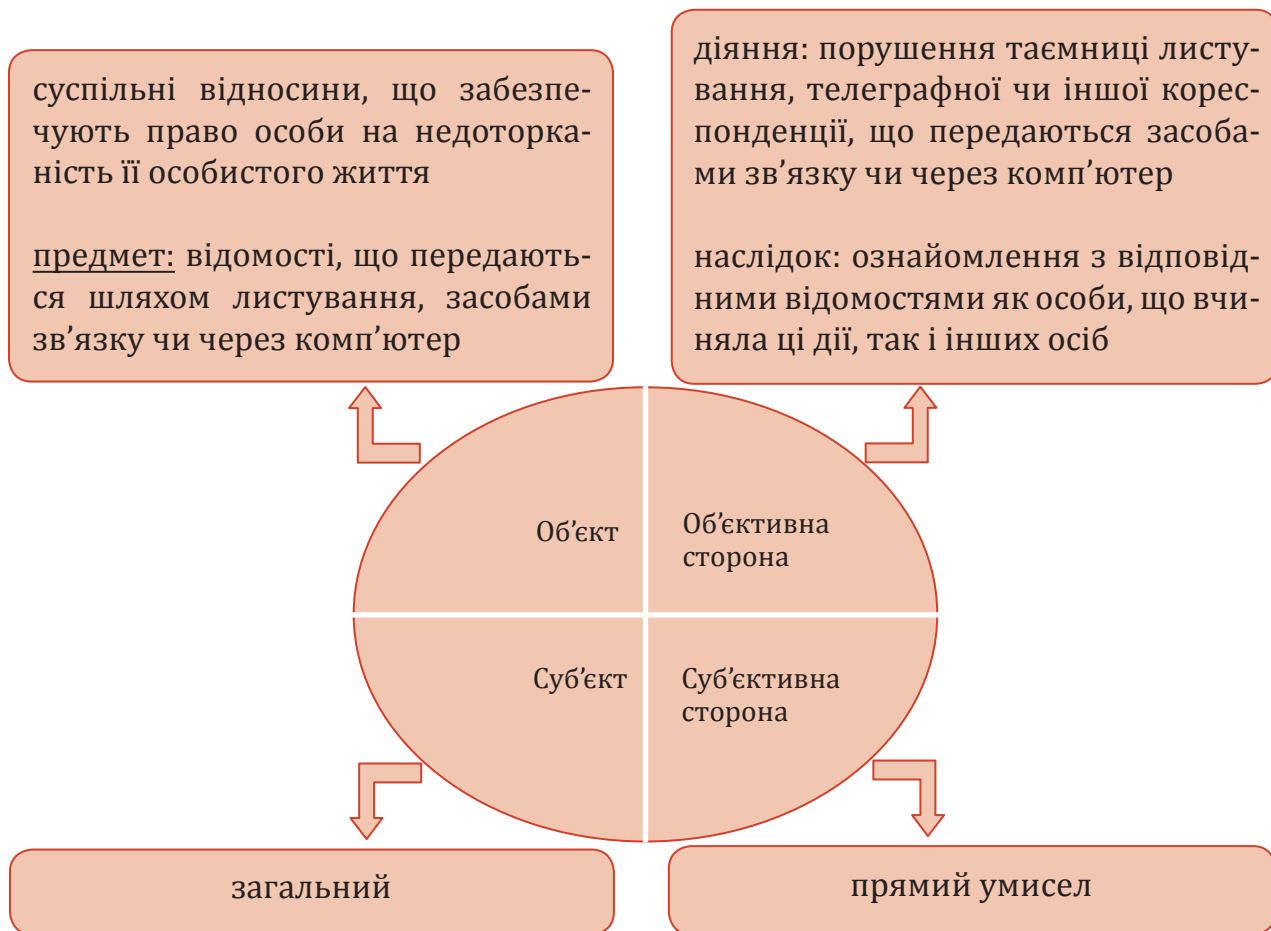 суспільні відносини, що забезпе-
чують право особи на недоторка-
ність її особистого життя
предмет: відомості, що передають-
ся шляхом листування, засобами
зв’язку чи через комп’ютер
діяння: порушення таємниці листу-
вання, телеграфної чи іншої корес-
понденції, що передаються засоба-
ми зв’язку чи через комп’ютер
наслідок: ознайомлення з відповід-
ними відомостями як особи, що вчи-
няла ці дії, так і інших осіб
Об’єкт
Об’єктивна
сторона
Суб’єкт
Суб’єктивна
сторона
загальний
прямий умисел